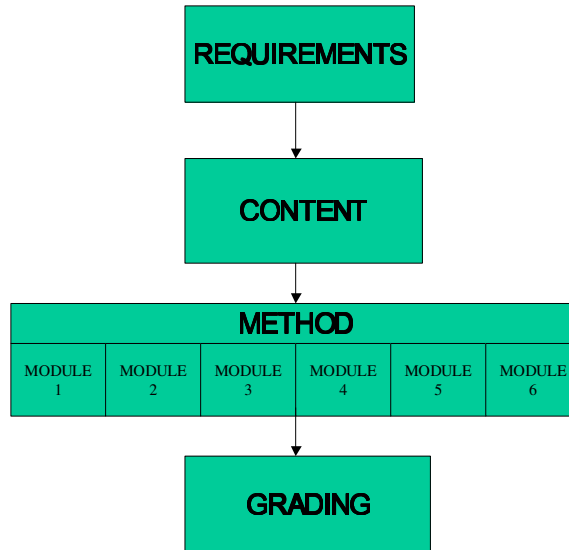 REQUIREMENTS
CONTENT
METHOD
MODULE 1
MODULE 2
MODULE 3
MODULE 4
MODULE 5
MODULE 6
GRADING